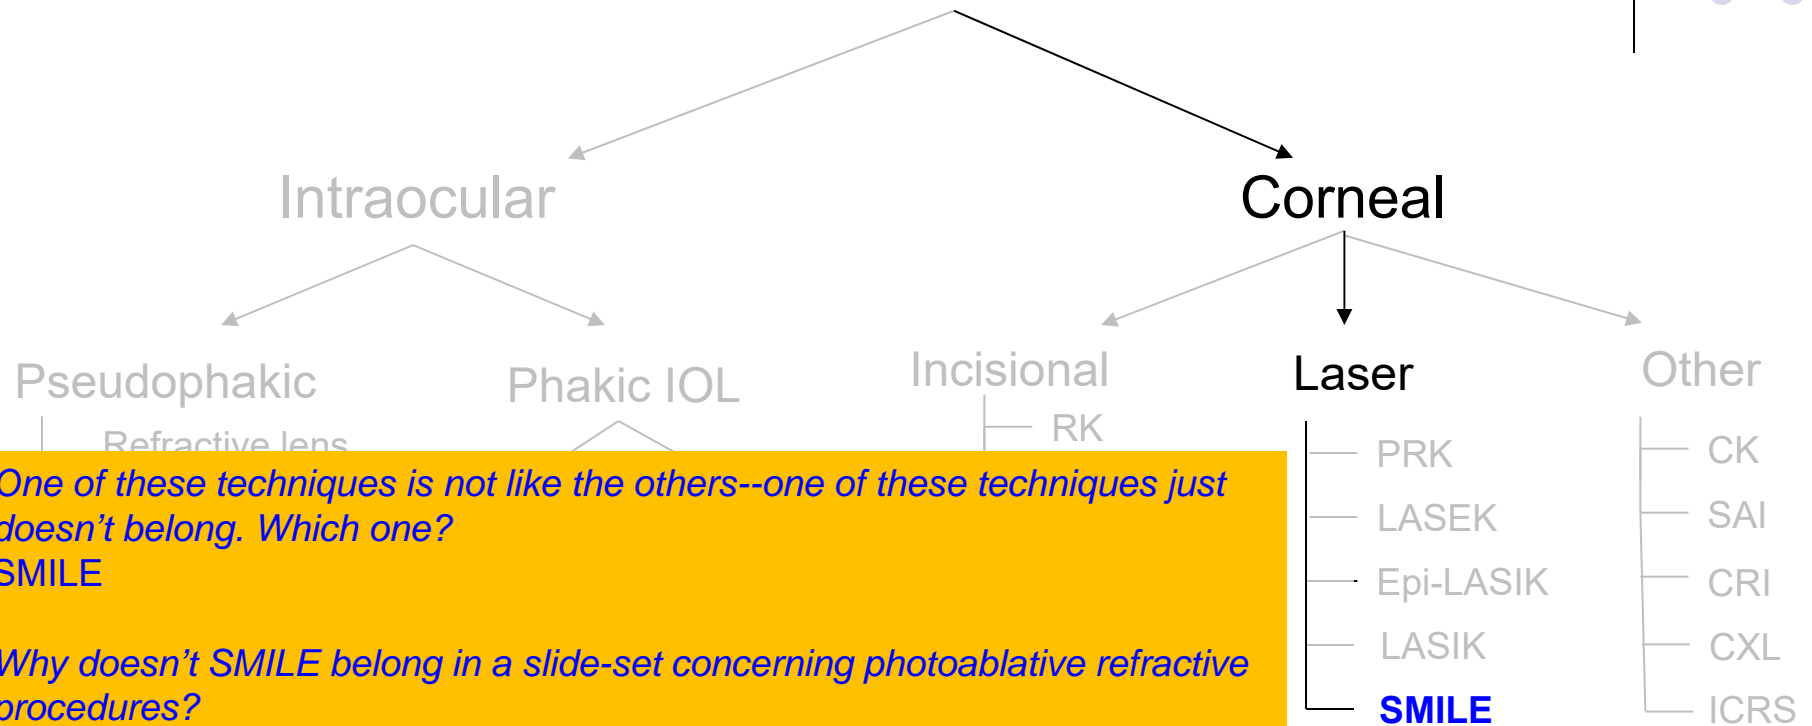 Intraocular
Corneal
Pseudophakic
Phakic IOL
Incisional
Laser
Other
Refractive lens
RK
PRK
LASEK
Epi-LASIK
LASIK
SMILE
CK
SAI
CRI
CXL
ICRS
One of these techniques is not like the others--one of these techniques just
doesn’t belong. Which one?
SMILE
Why doesn’t SMILE belong in a slide-set concerning photoablative refractive
procedures?